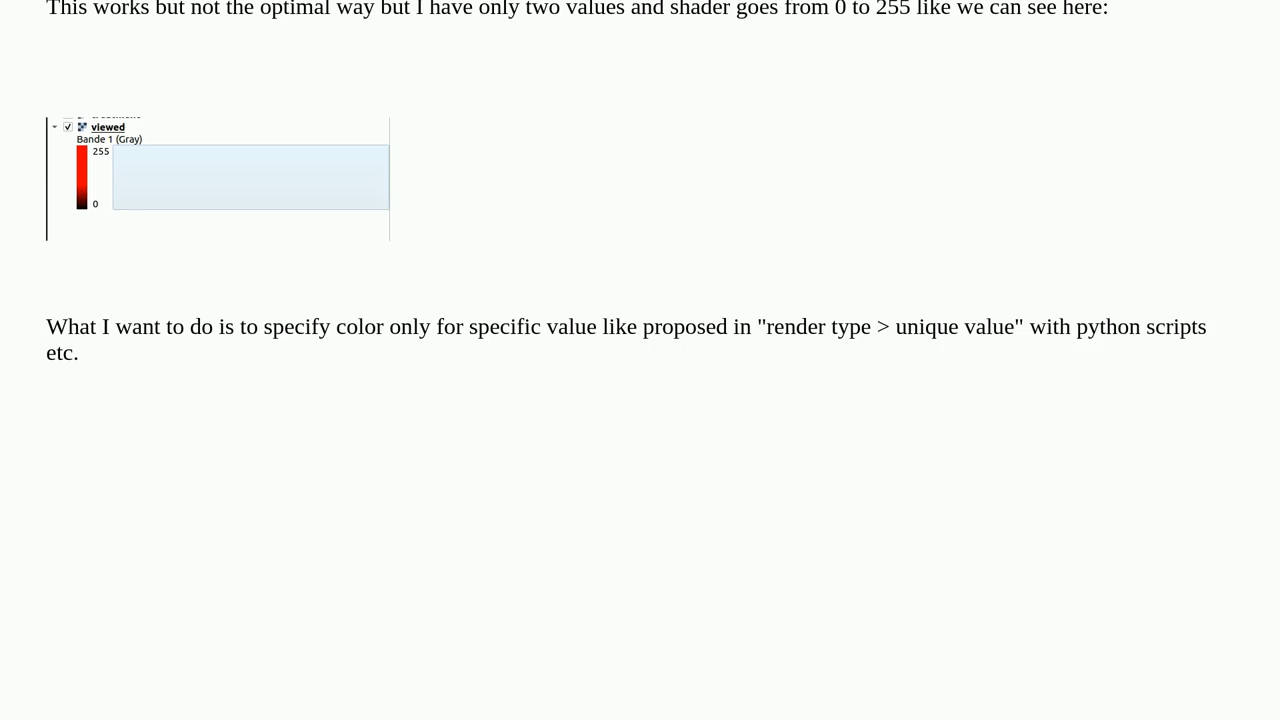 This works but not the optimal way but I have only two values and shader goes from 0 to 255 like we can see here:
viewed
Bande 1 (Gray)
255
0
What I want to do is to specify color only for specific value like proposed in "render type > unique value" with python scripts
etc.